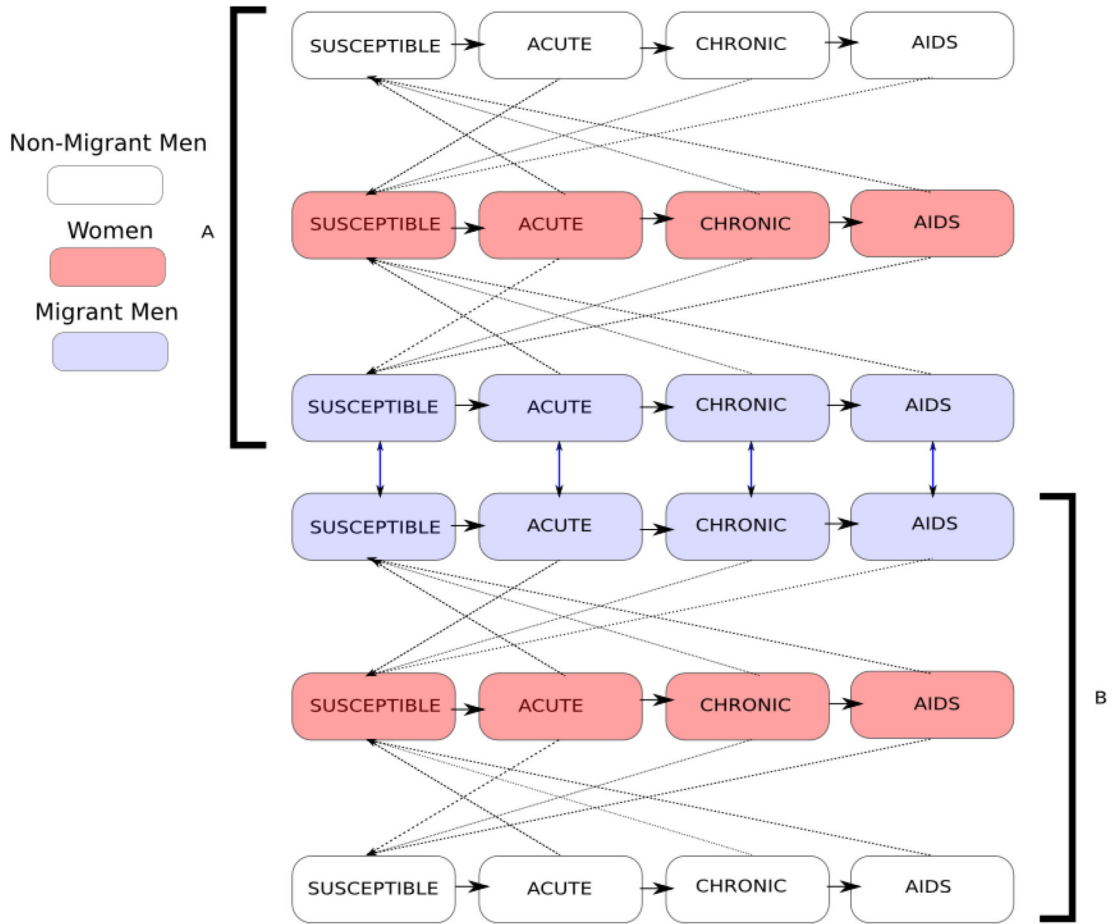 SUSCEPTIBLE ACUTE CHRONIC AIDS
Non-Migrant Men
Women
Migrant Men
A
SUSCEPTIBLE ACUTE CHRONIC AIDS
SUSCEPTIBLE ACUTE CHRONIC AIDS
SUSCEPTIBLE ACUTE CHRONIC AIDS
SUSCEPTIBLE ACUTE CHRONIC AIDS
B
SUSCEPTIBLE ACUTE CHRONIC AIDS